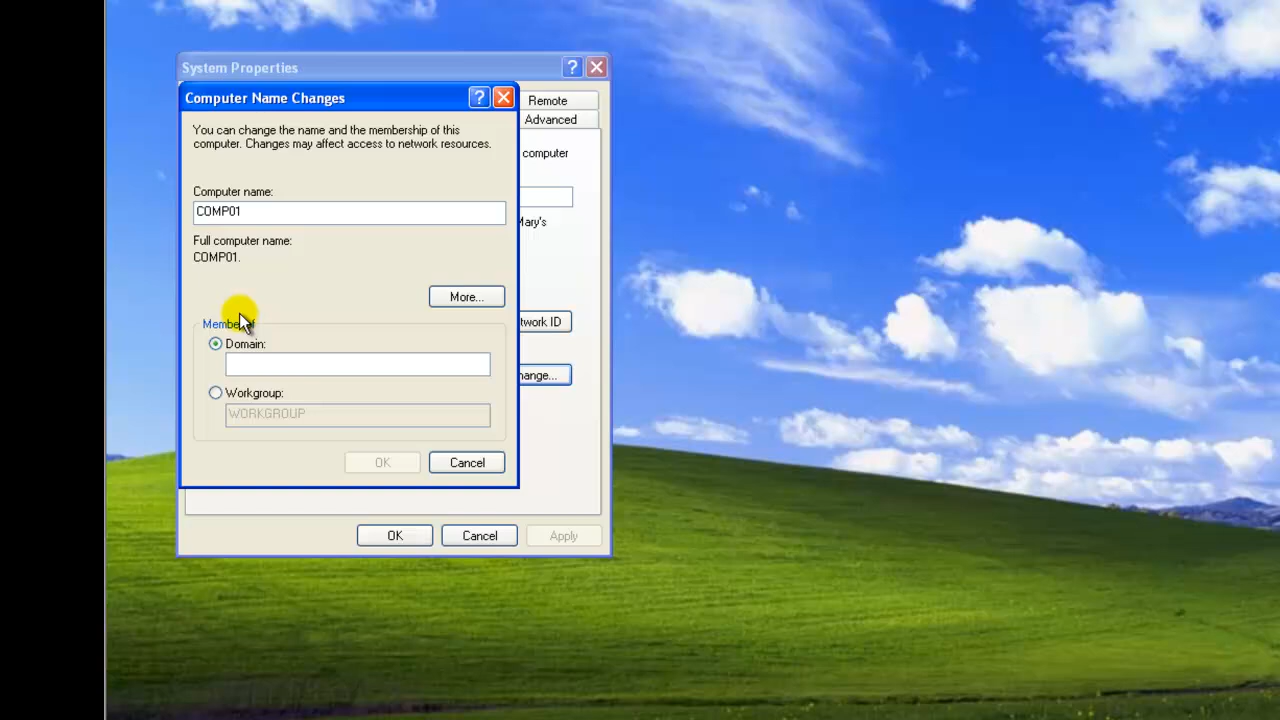 System Properties
Computer Name Changes
Remote
Advanced
You can change the name and the membership of this
computer. Changes may affect access to network resources.
computer
Computer name:
COMP01
Mary's
Full computer name:
COMP01.
More...
Member of
Domain:
Workgroup:
WORKGROUP
OK
Cancel
twork ID
hange...
OK
Cancel
Apply